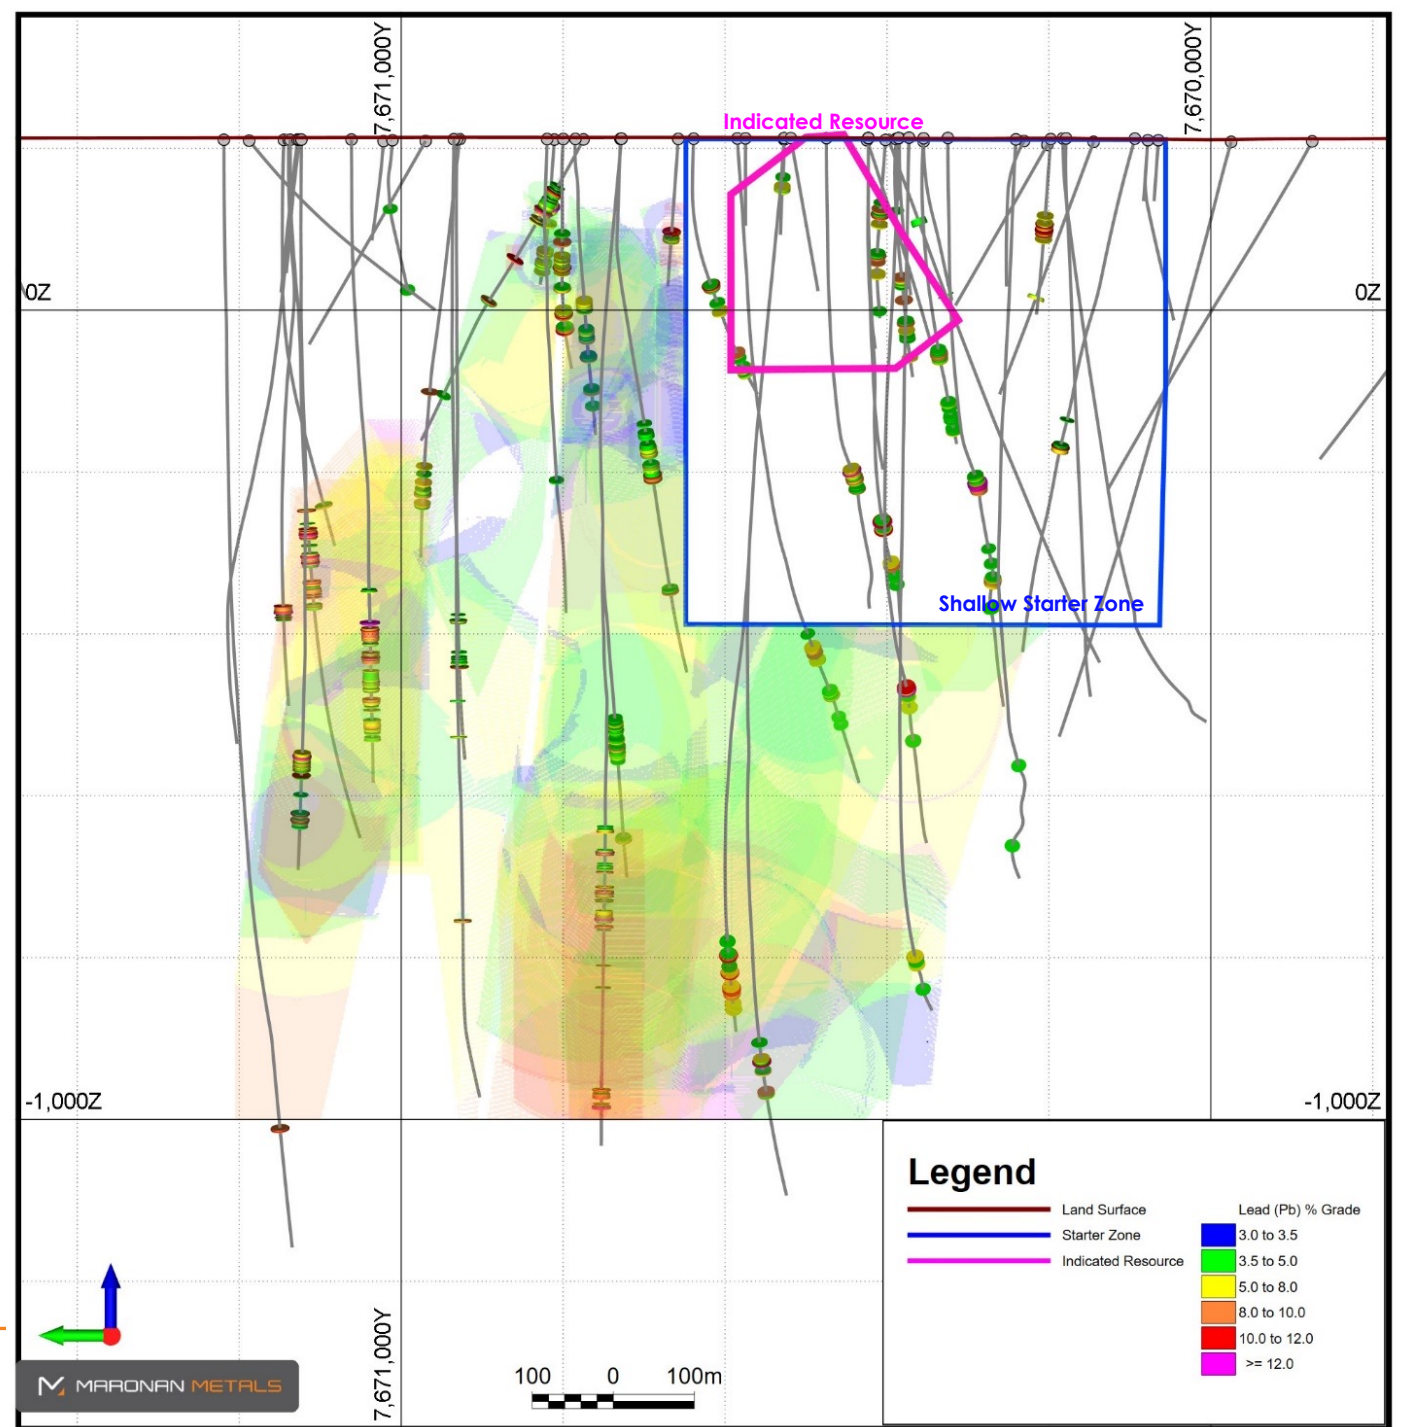 7,671,000Y
7,670,000Y
Indicated Resource
0Z
0Z
Shallow Starter Zone
-1,000Z
-1,000Z
Legend
Land Surface
Starter Zone
Indicated Resource
Lead (Pb) % Grade
3.0 to 3.5
3.5 to 5.0
5.0 to 8.0
8.0 to 10.0
10.0 to 12.0
>= 12.0
7,671,000Y
MARONAN METALS
100 0 100m